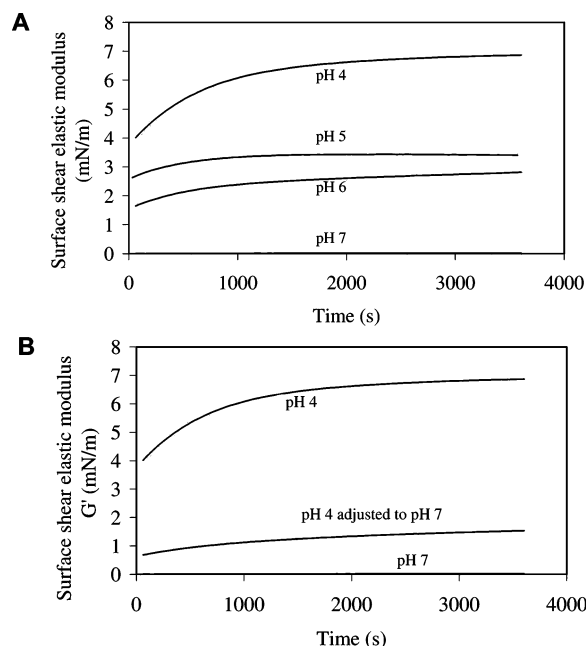 A
Surface shear elastic modulus
(mN/m)
8
7
6
5
4
3
2
1
0
pH 4
pH 5
pH 6
pH 7
0 1000 2000 3000 4000
Time (s)
B
Surface shear elastic modulus
G' (mN/m)
8
7
6
5
4
3
2
1
0
pH 4
pH 4 adjusted to pH 7
pH 7
0 1000 2000 3000 4000
Time (s)